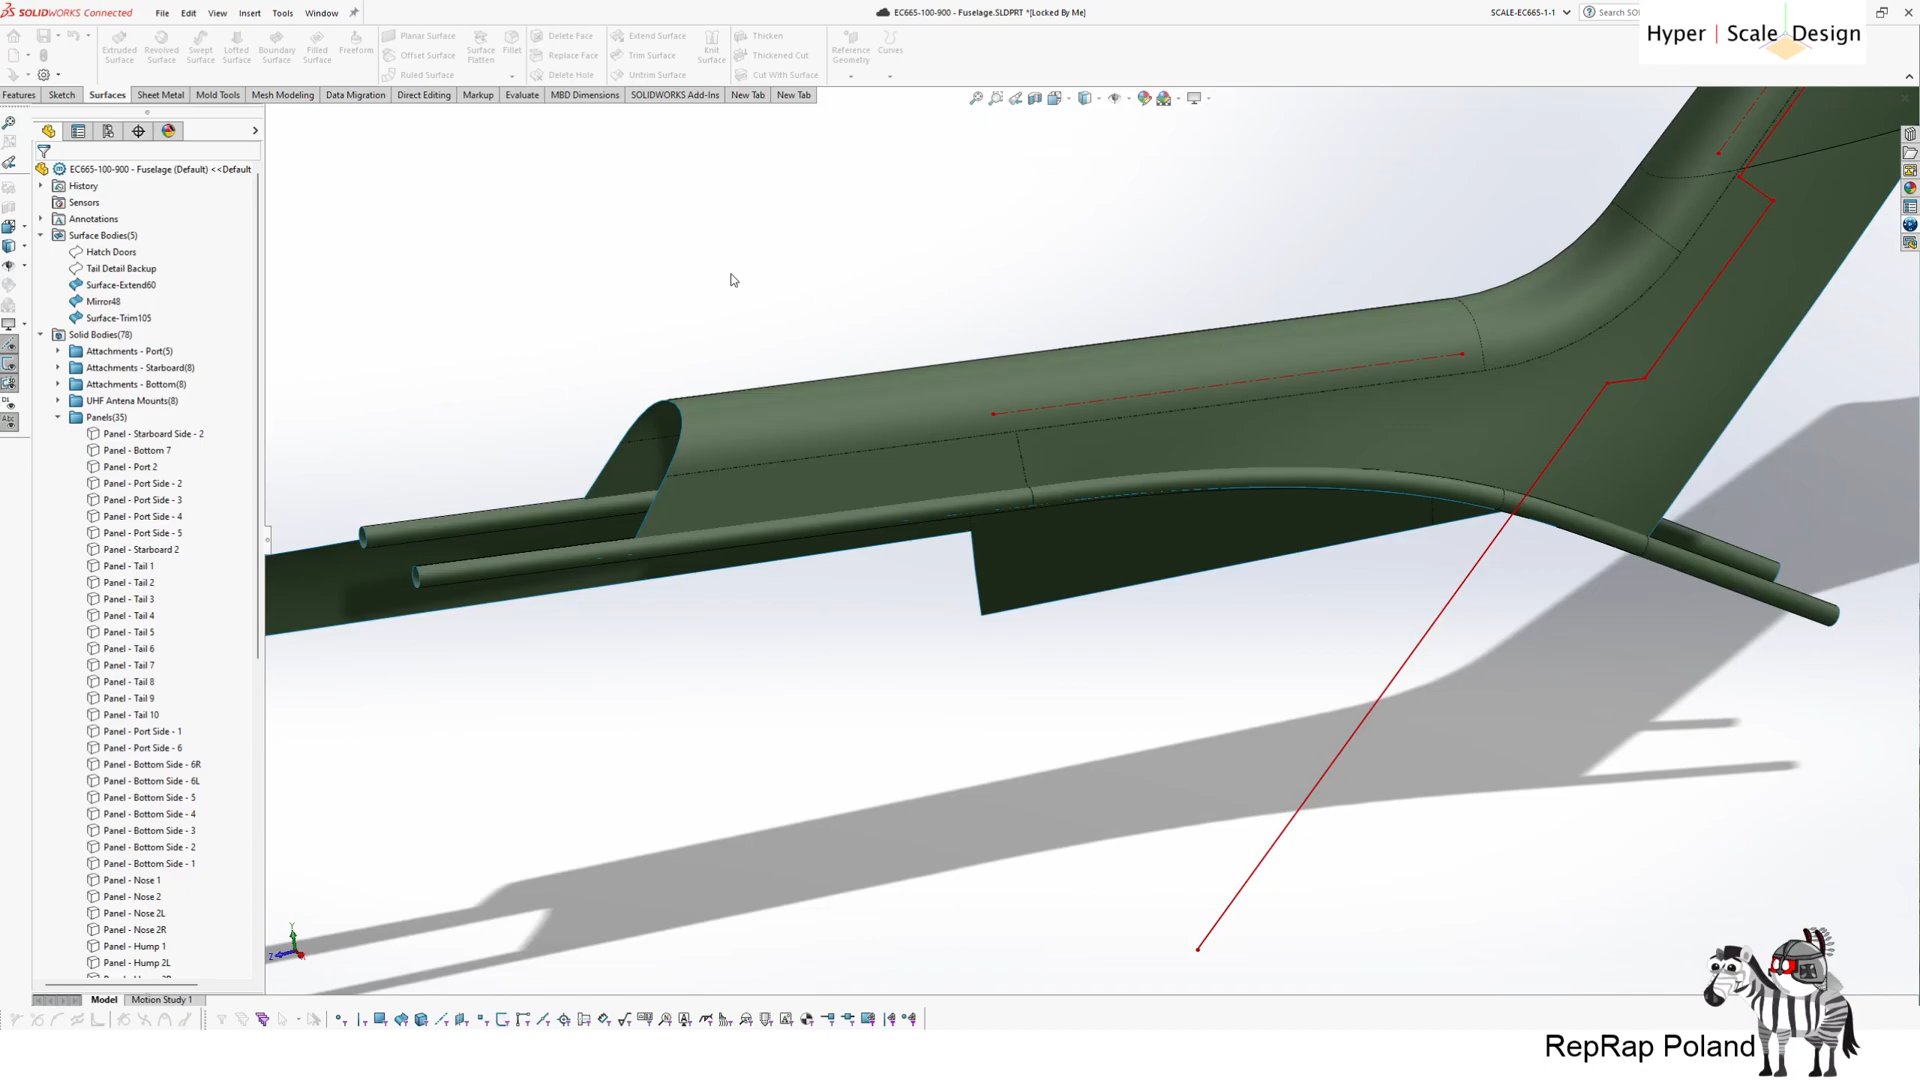 SOLIDWORKS Connected
File
Edit
View
Insert
Tools
Window
EC665-100-900 - Fuselage.SLDPRT *[Locked By Me]
SCALE-EC665-1-1
Search SO
Hyper | Scale Design
Extruded Surface
Revolved Surface
Swept Surface
Lofted Surface
Boundary Surface
Filled Surface
Freeform
Planar Surface
Offset Surface
Ruled Surface
Surface Flatten
Fillet
Delete Face
Replace Face
Delete Hole
Extend Surface
Trim Surface
Untrim Surface
Knit Surface
Thicken
Thickened Cut
Cut With Surface
Reference Geometry
Curves
Features
Sketch
Surfaces
Sheet Metal
Mold Tools
Mesh Modeling
Data Migration
Direct Editing
Markup
Evaluate
MBD Dimensions
SOLIDWORKS Add-Ins
New Tab
New Tab
EC665-100-900 - Fuselage (Default) <<Default
History
Sensors
Annotations
Surface Bodies(5)
Hatch Doors
Tail Detail Backup
Surface-Extend60
Mirror48
Surface-Trim105
Solid Bodies(78)
Attachments - Port(5)
Attachments - Starboard(8)
Attachments - Bottom(8)
UHF Antena Mounts(8)
Panels(35)
Panel - Starboard Side - 2
Panel - Bottom 7
Panel - Port 2
Panel - Port Side - 2
Panel - Port Side - 3
Panel - Port Side - 4
Panel - Port Side - 5
Panel - Starboard 2
Panel - Tail 1
Panel - Tail 2
Panel - Tail 3
Panel - Tail 4
Panel - Tail 5
Panel - Tail 6
Panel - Tail 7
Panel - Tail 8
Panel - Tail 9
Panel - Tail 10
Panel - Port Side - 1
Panel - Port Side - 6
Panel - Bottom Side - 6R
Panel - Bottom Side - 6L
Panel - Bottom Side - 5
Panel - Bottom Side - 4
Panel - Bottom Side - 3
Panel - Bottom Side - 2
Panel - Bottom Side - 1
Panel - Nose 1
Panel - Nose 2
Panel - Nose 2L
Panel - Nose 2R
Panel - Hump 1
Panel - Hump 2L
Y
Z
Model
Motion Study 1
RepRap Poland